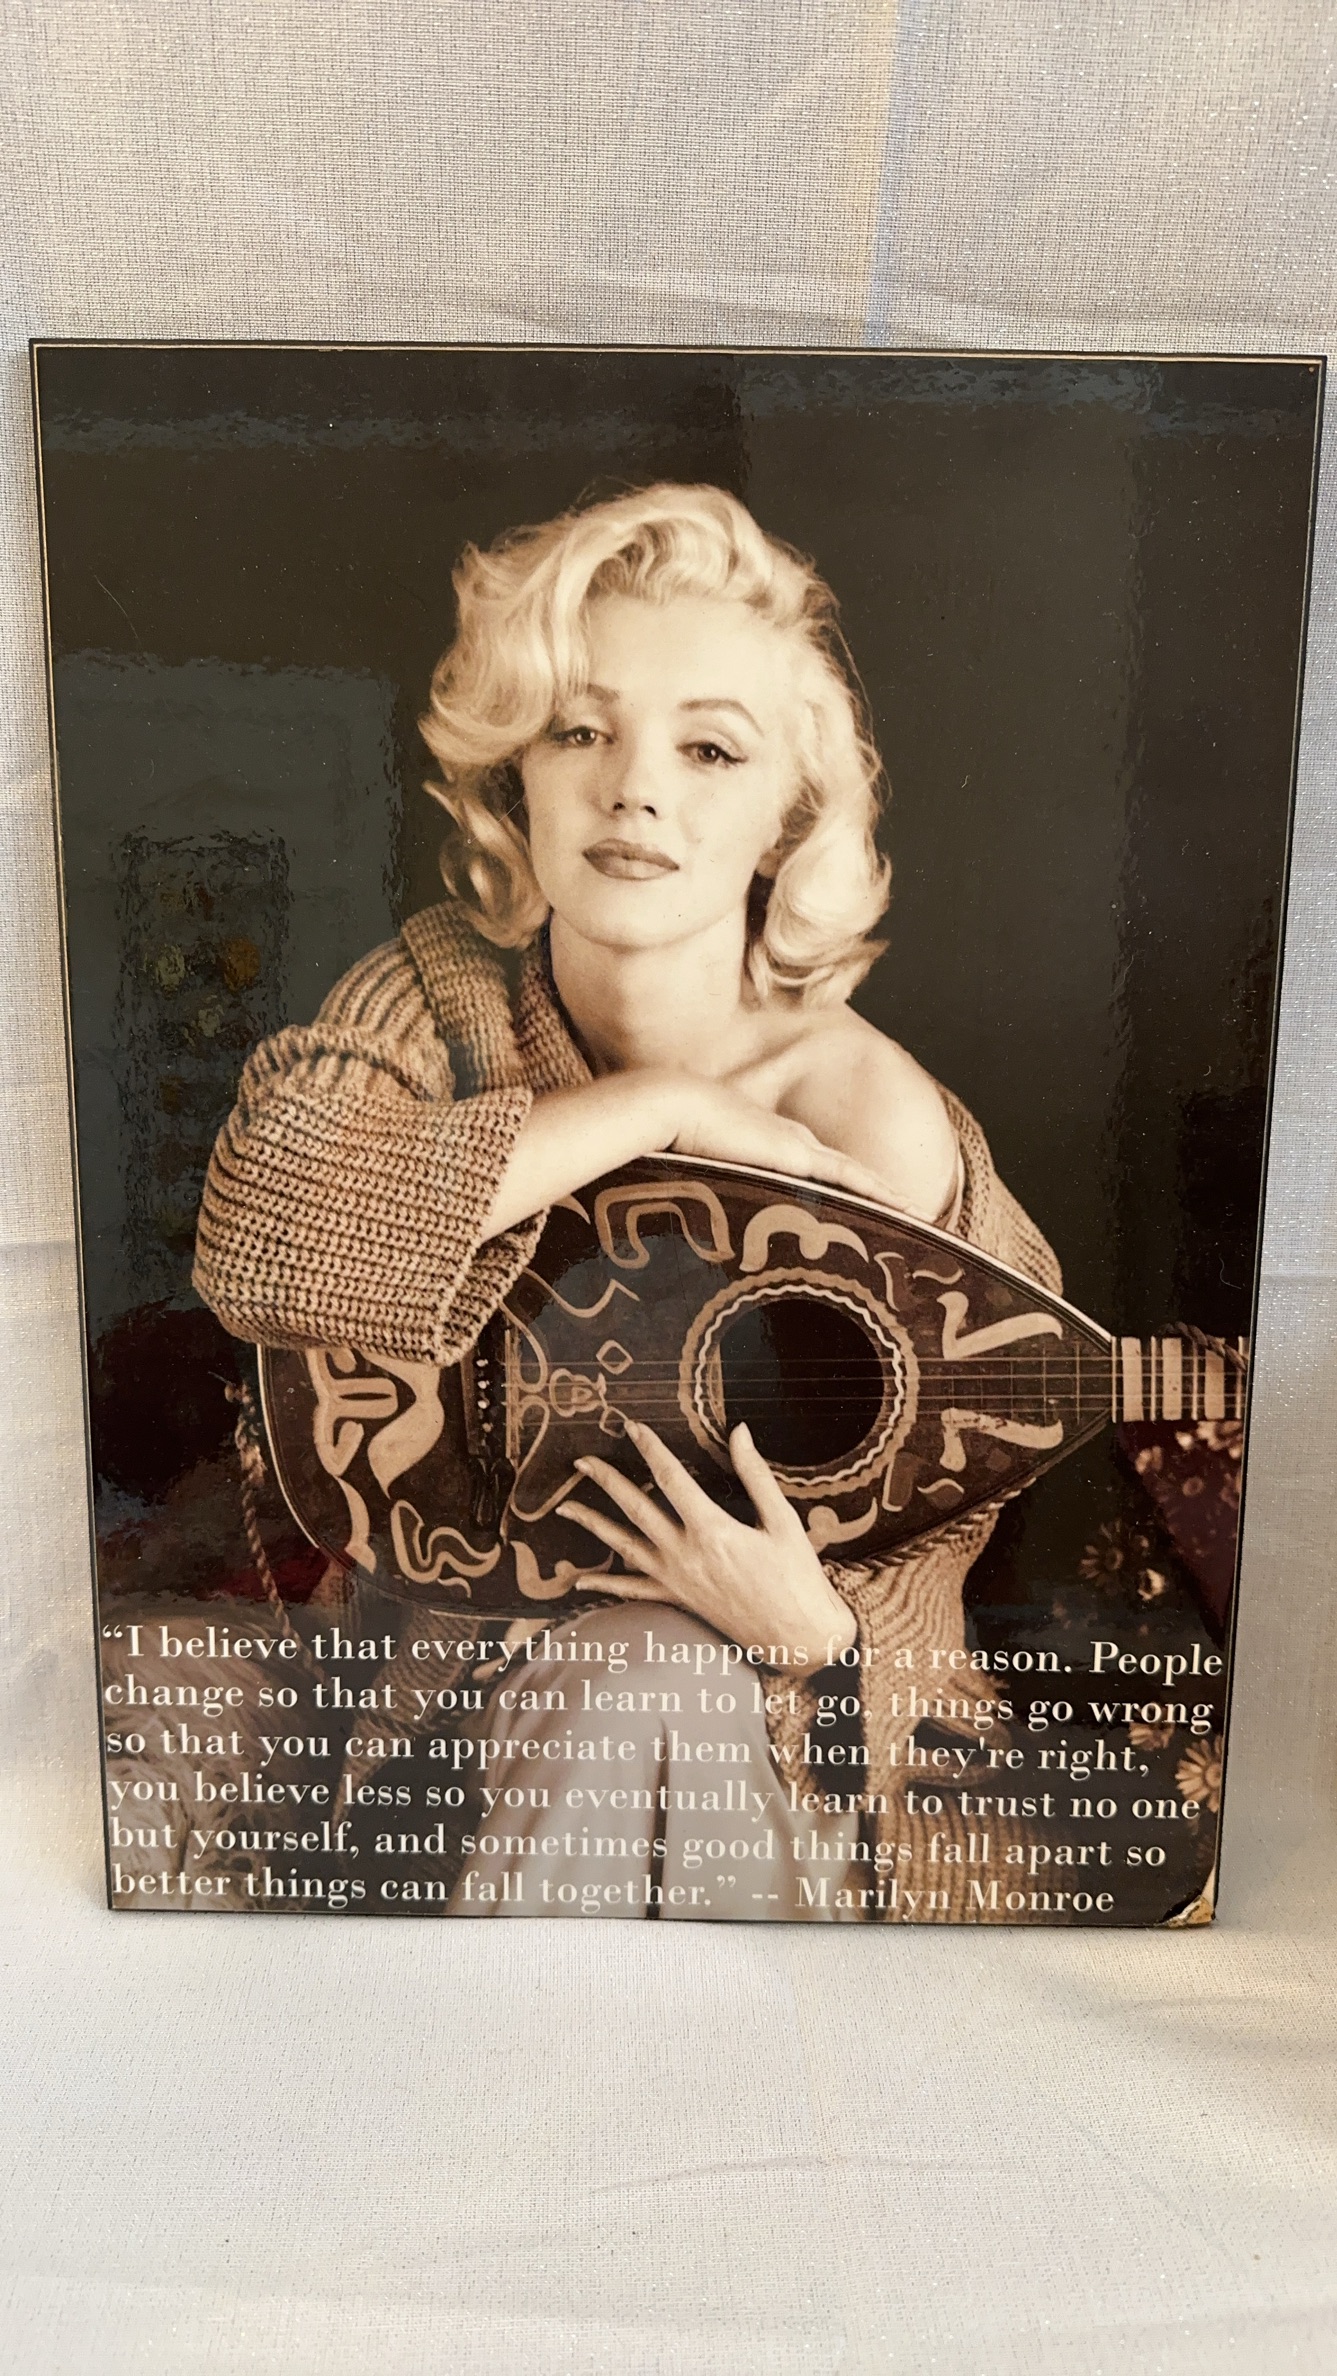 “I believe that everything happens for a reason. People
change so that you can learn to let go, things go wrong
so that you can appreciate them when they're right,
you believe less so you eventually learn to trust no one
but yourself, and sometimes good things fall apart so
better things can fall together.” -- Marilyn Monroe